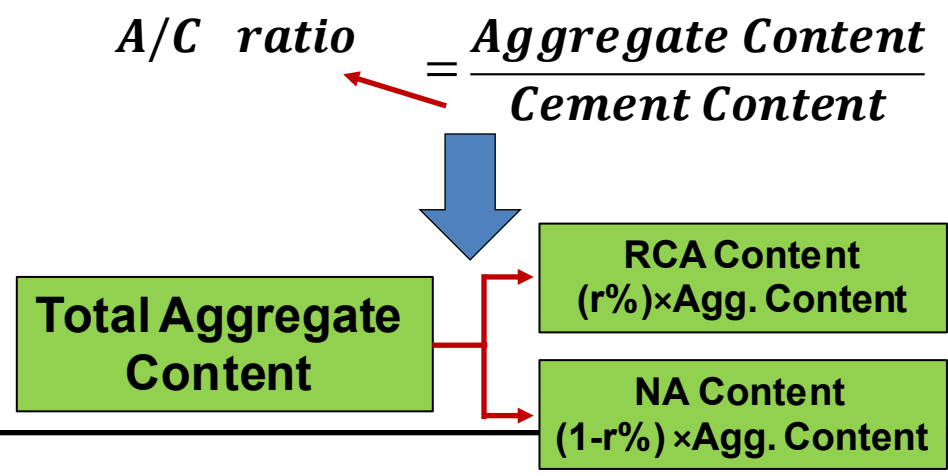 A/C ratio = Aggregate Content
Cement Content
RCA Content
(r%)×Agg. Content
Total Aggregate
Content
NA Content
(1-r%) ×Agg. Content